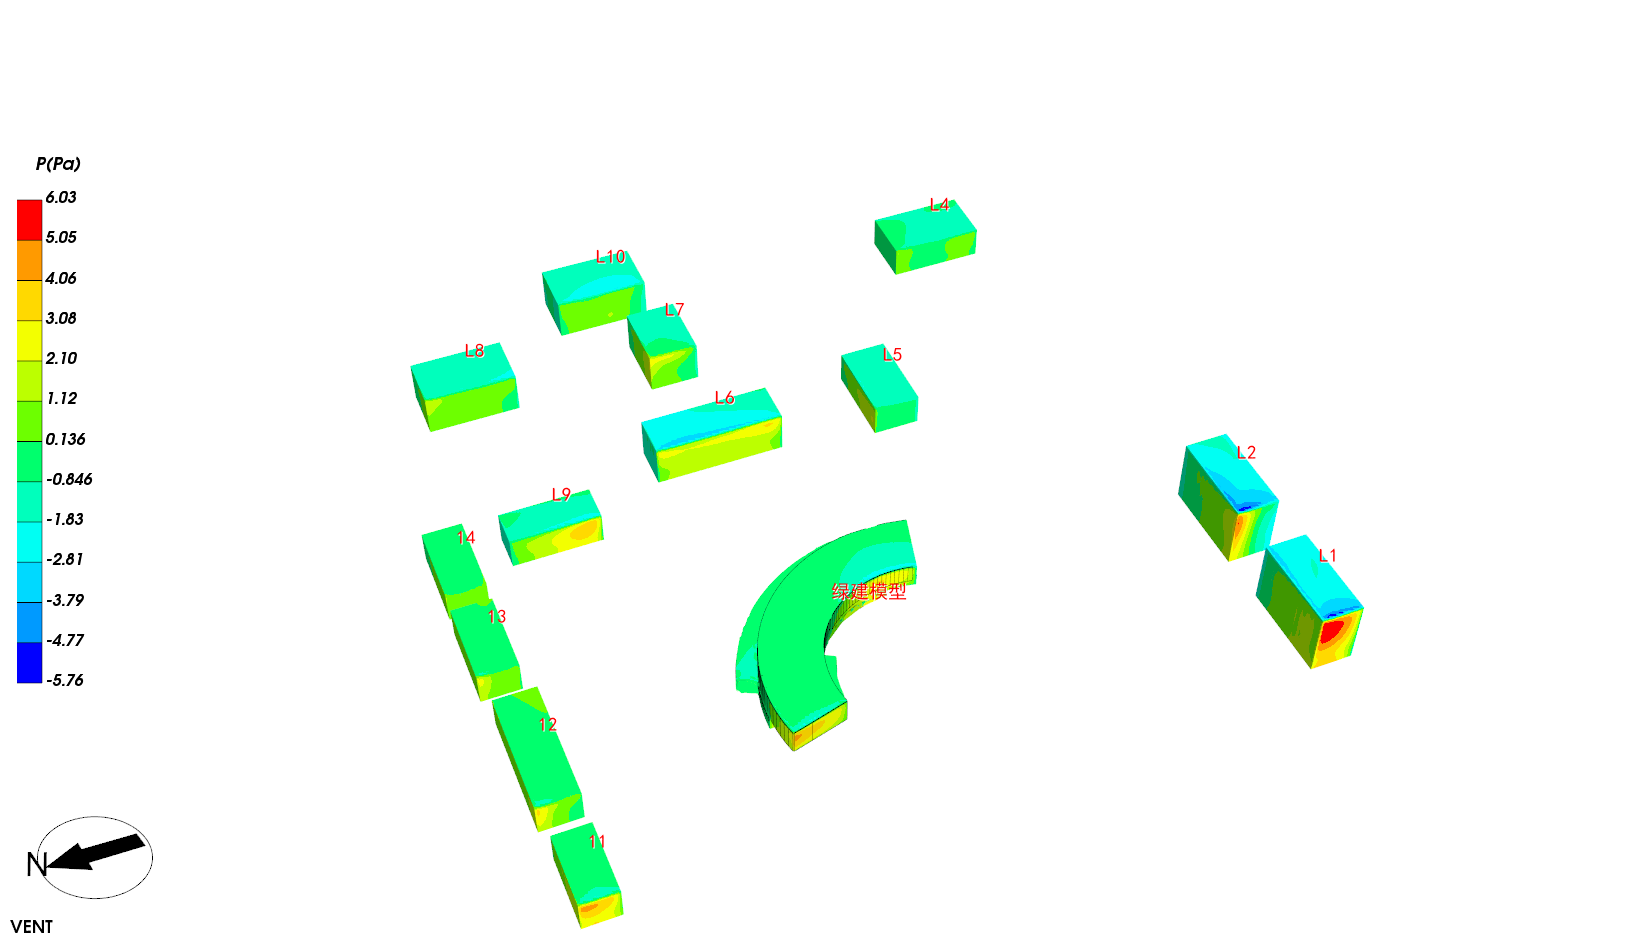 P(Pa)
6.03
5.05
4.06
3.08
2.10
1.12
0.136
-0.846
-1.83
-2.81
-3.79
-4.77
-5.76
L4
L10
L7
L8
L5
L6
L2
L9
14
L1
绿建模型
13
12
11
N
VENT